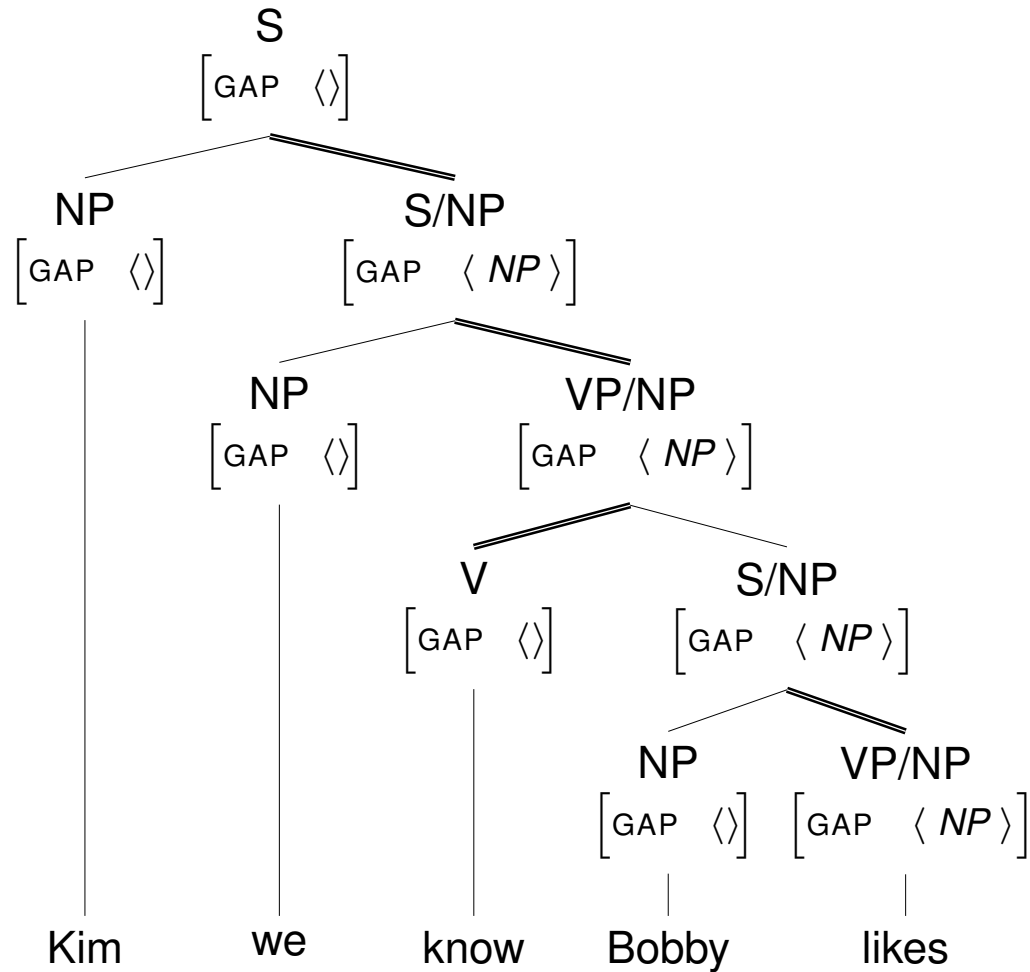 S
[GAP ⟨⟩]
NP S/NP
[GAP ⟨⟩] [GAP ⟨ NP ⟩]
NP VP/NP
[GAP ⟨⟩] [GAP ⟨ NP ⟩]
V S/NP
[GAP ⟨⟩] [GAP ⟨ NP ⟩]
NP VP/NP
[GAP ⟨⟩] [GAP ⟨ NP ⟩]
Kim we know Bobby likes